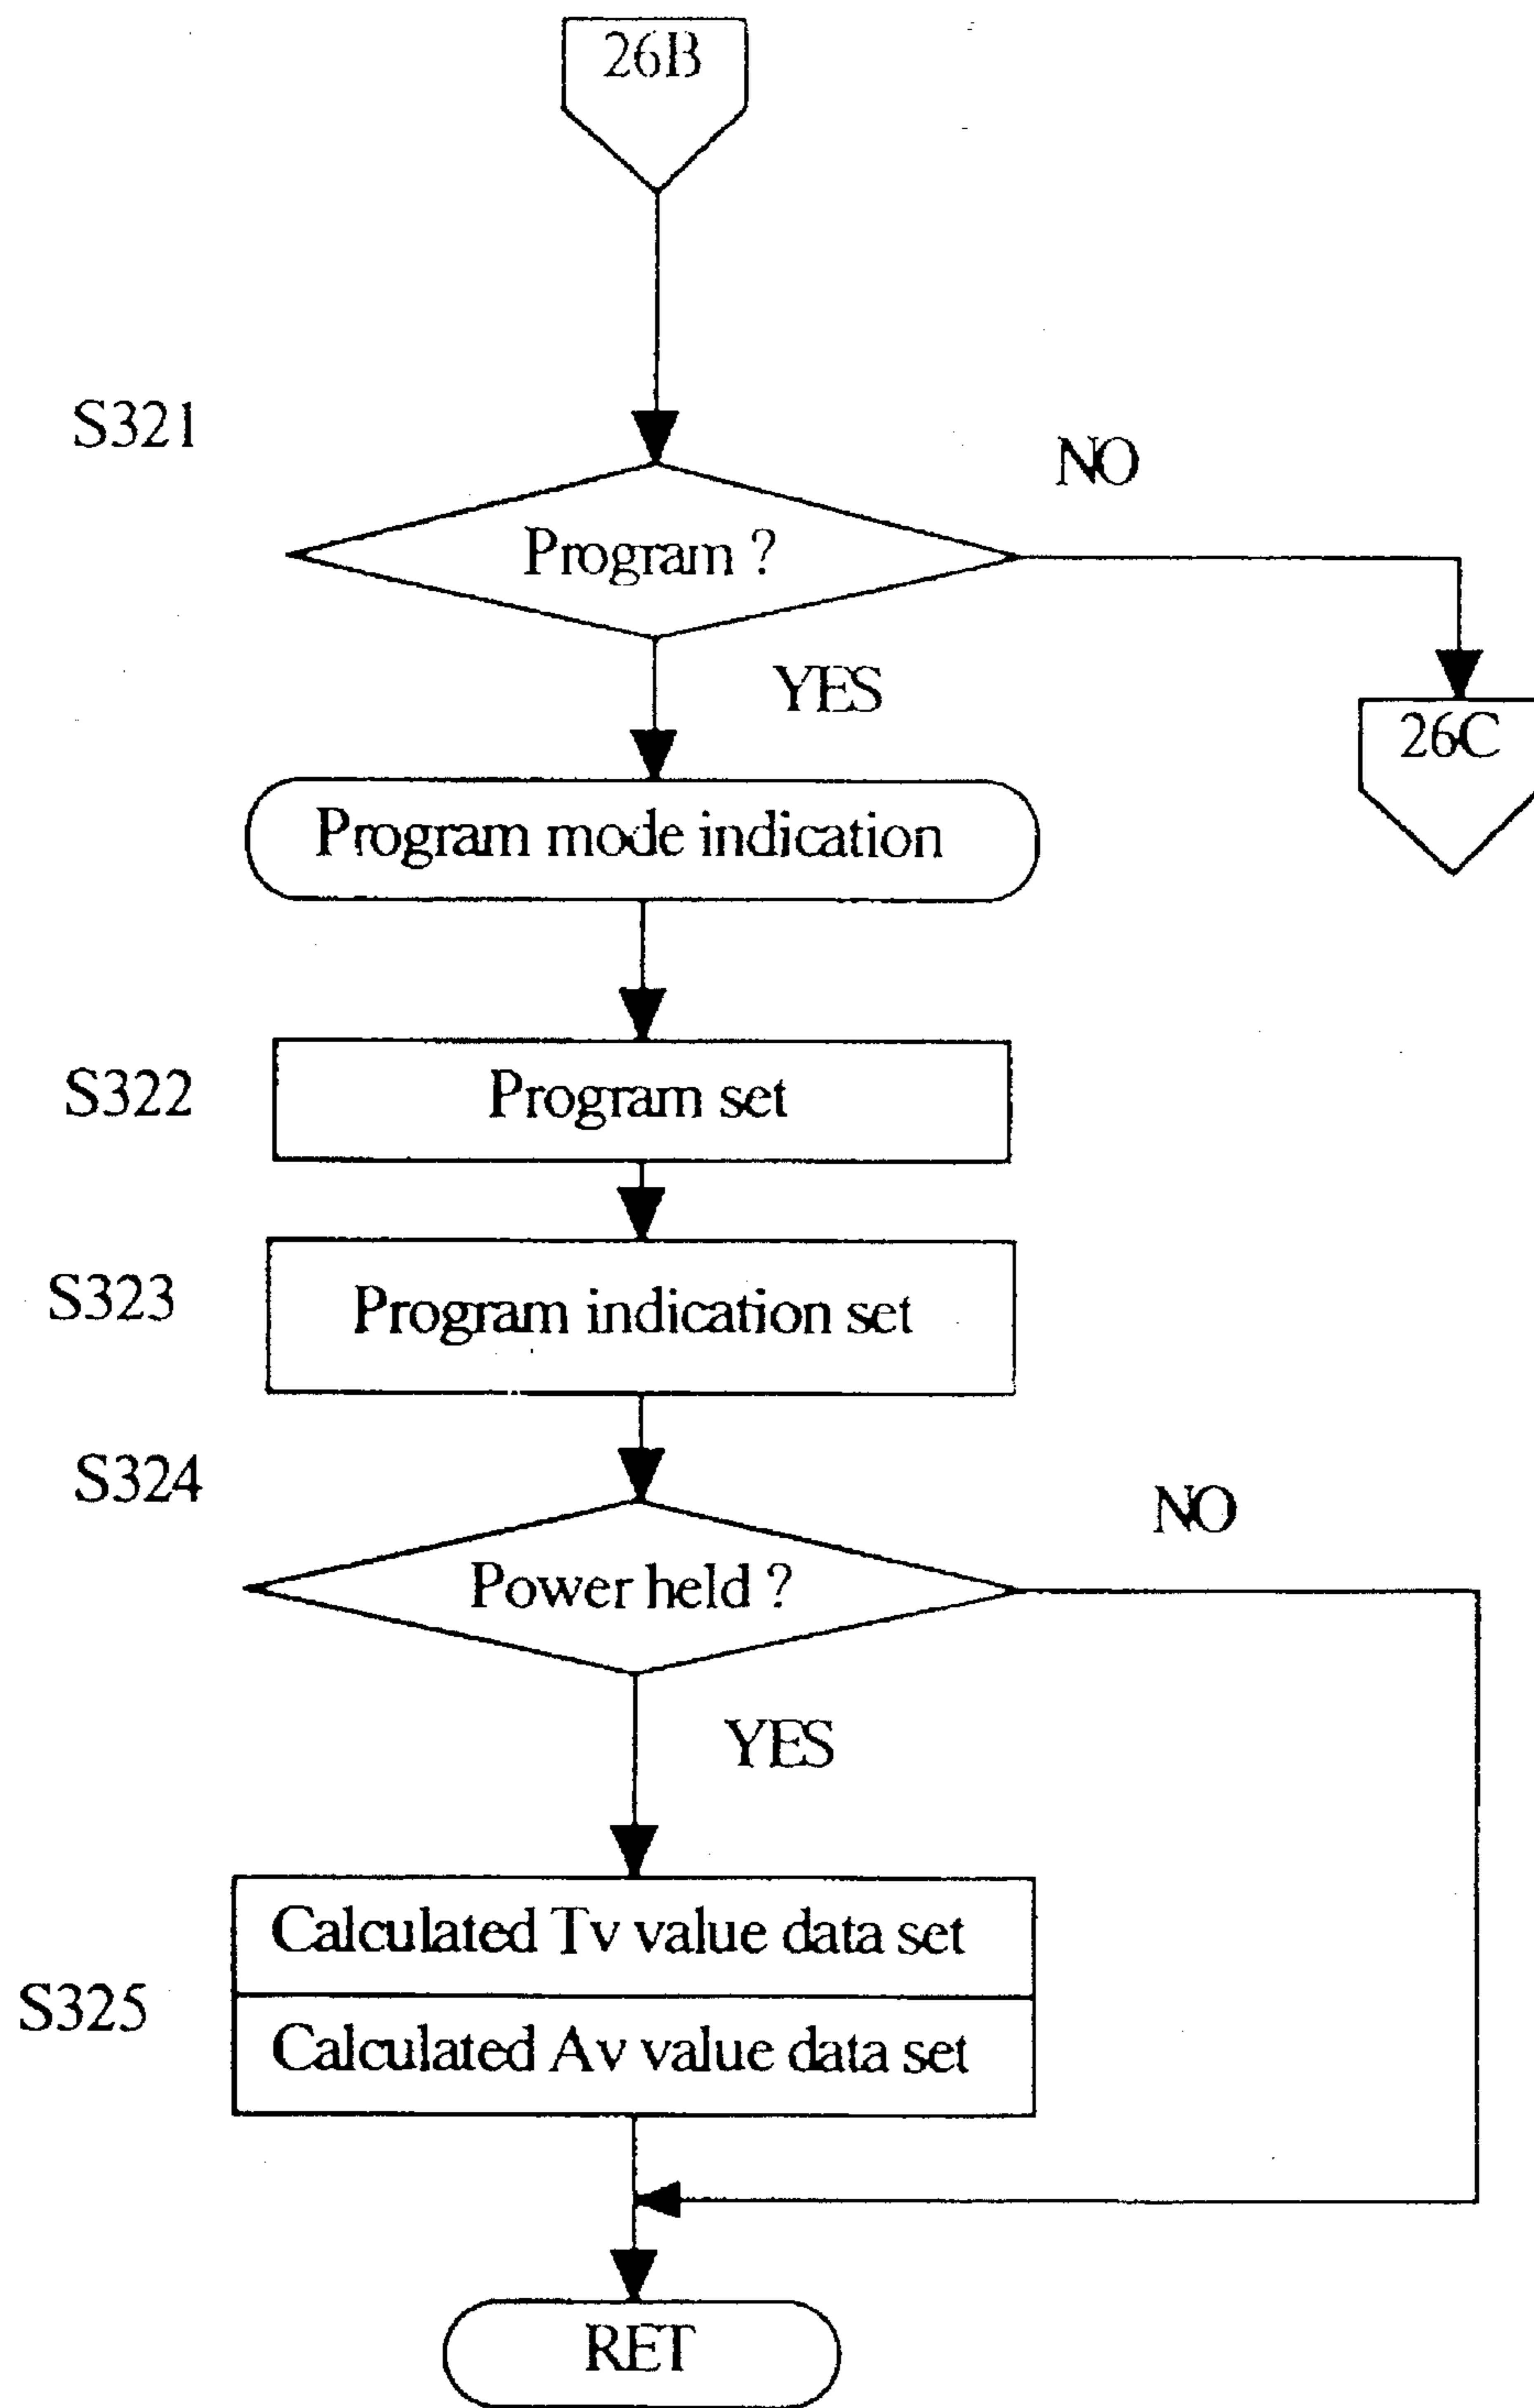 26B
S321
NO
Program ?
YES
26C
Program mode indication
S322
Program set
S323
Program indication set
S324
NO
Power held ?
YES
Calculated Tv value data set
S325
Calculated Av value data set
RET